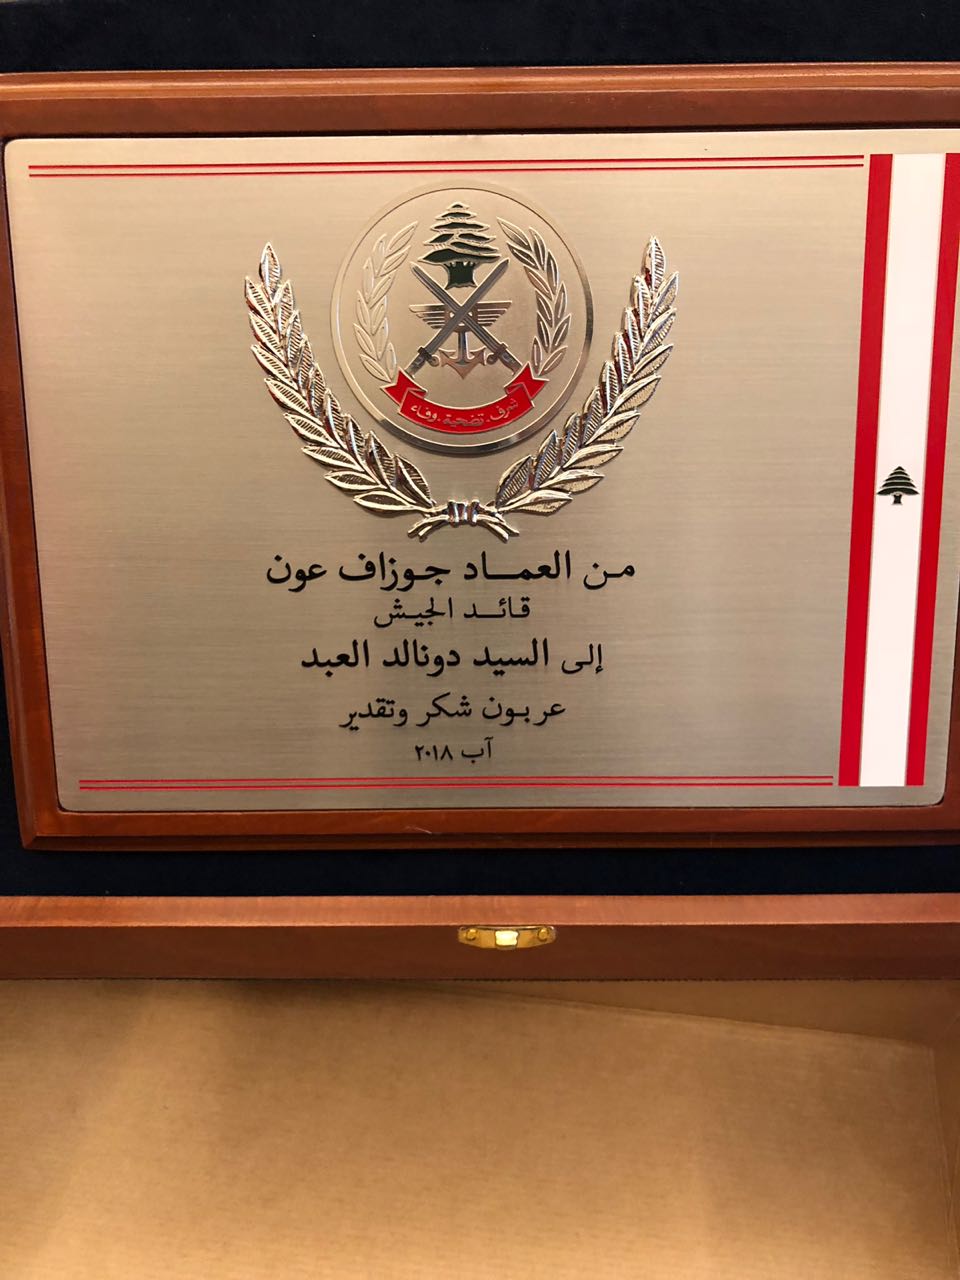 شرف. تضحية. وفاء
من العماد جوزاف عون
قائد الجيش
إلى السيد دونالد العبد
عربون شكر وتقدير
آب ٢٠١٨